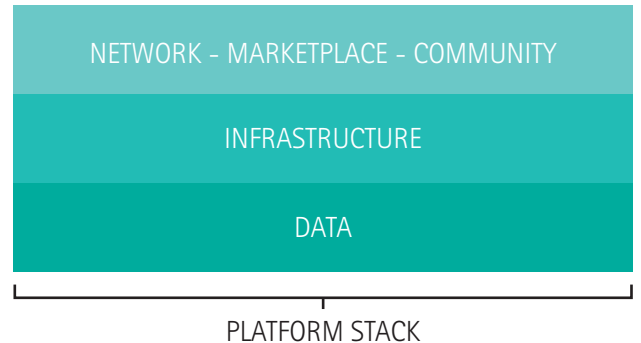 NETWORK - MARKETPLACE - COMMUNITY
INFRASTRUCTURE
DATA
PLATFORM STACK